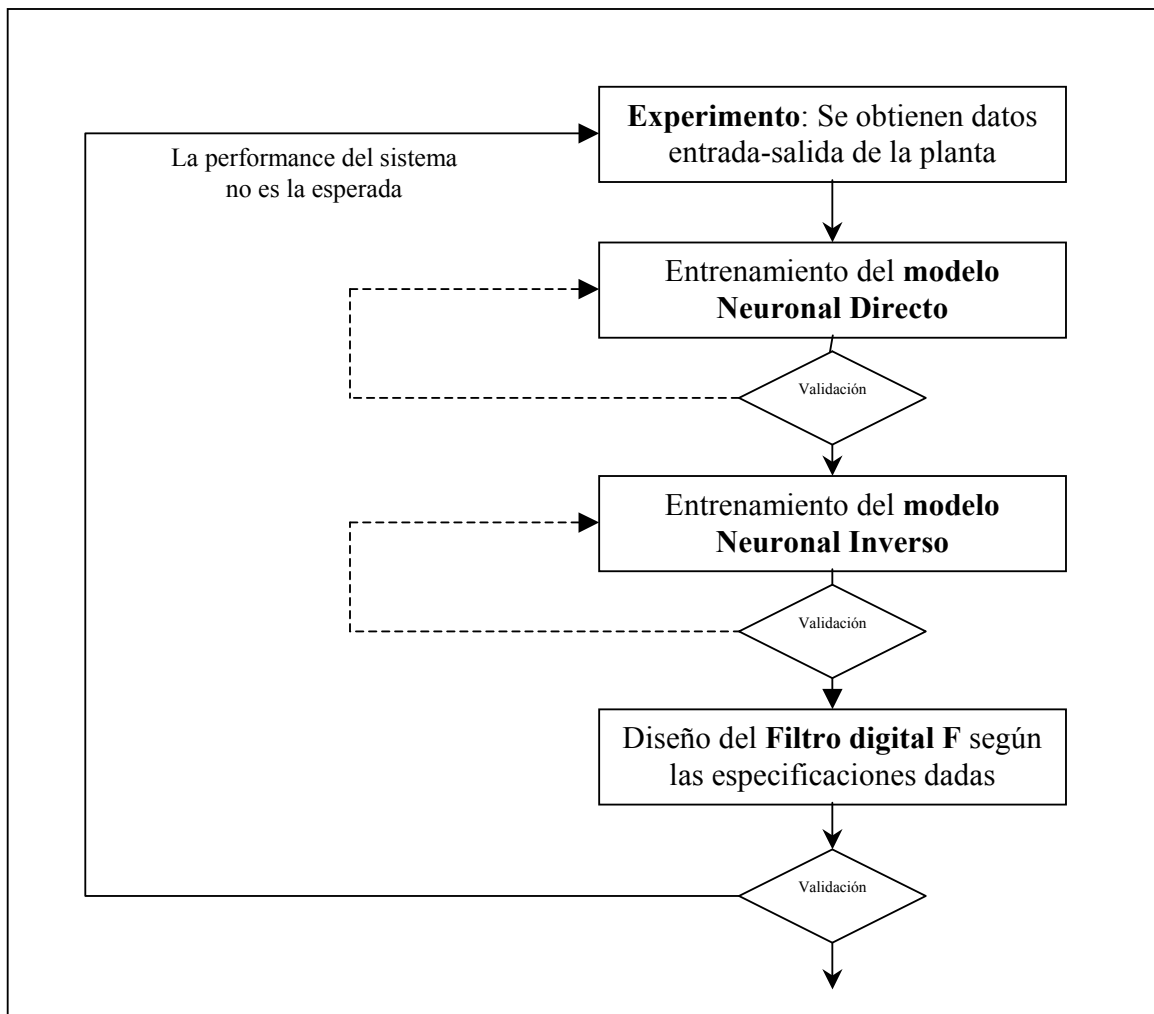 Experimento: Se obtienen datos
entrada-salida de la planta
La performance del sistema
no es la esperada
Entrenamiento del modelo
Neuronal Directo
Validación
Entrenamiento del modelo
Neuronal Inverso
Validación
Diseño del Filtro digital F según
las especificaciones dadas
Validación